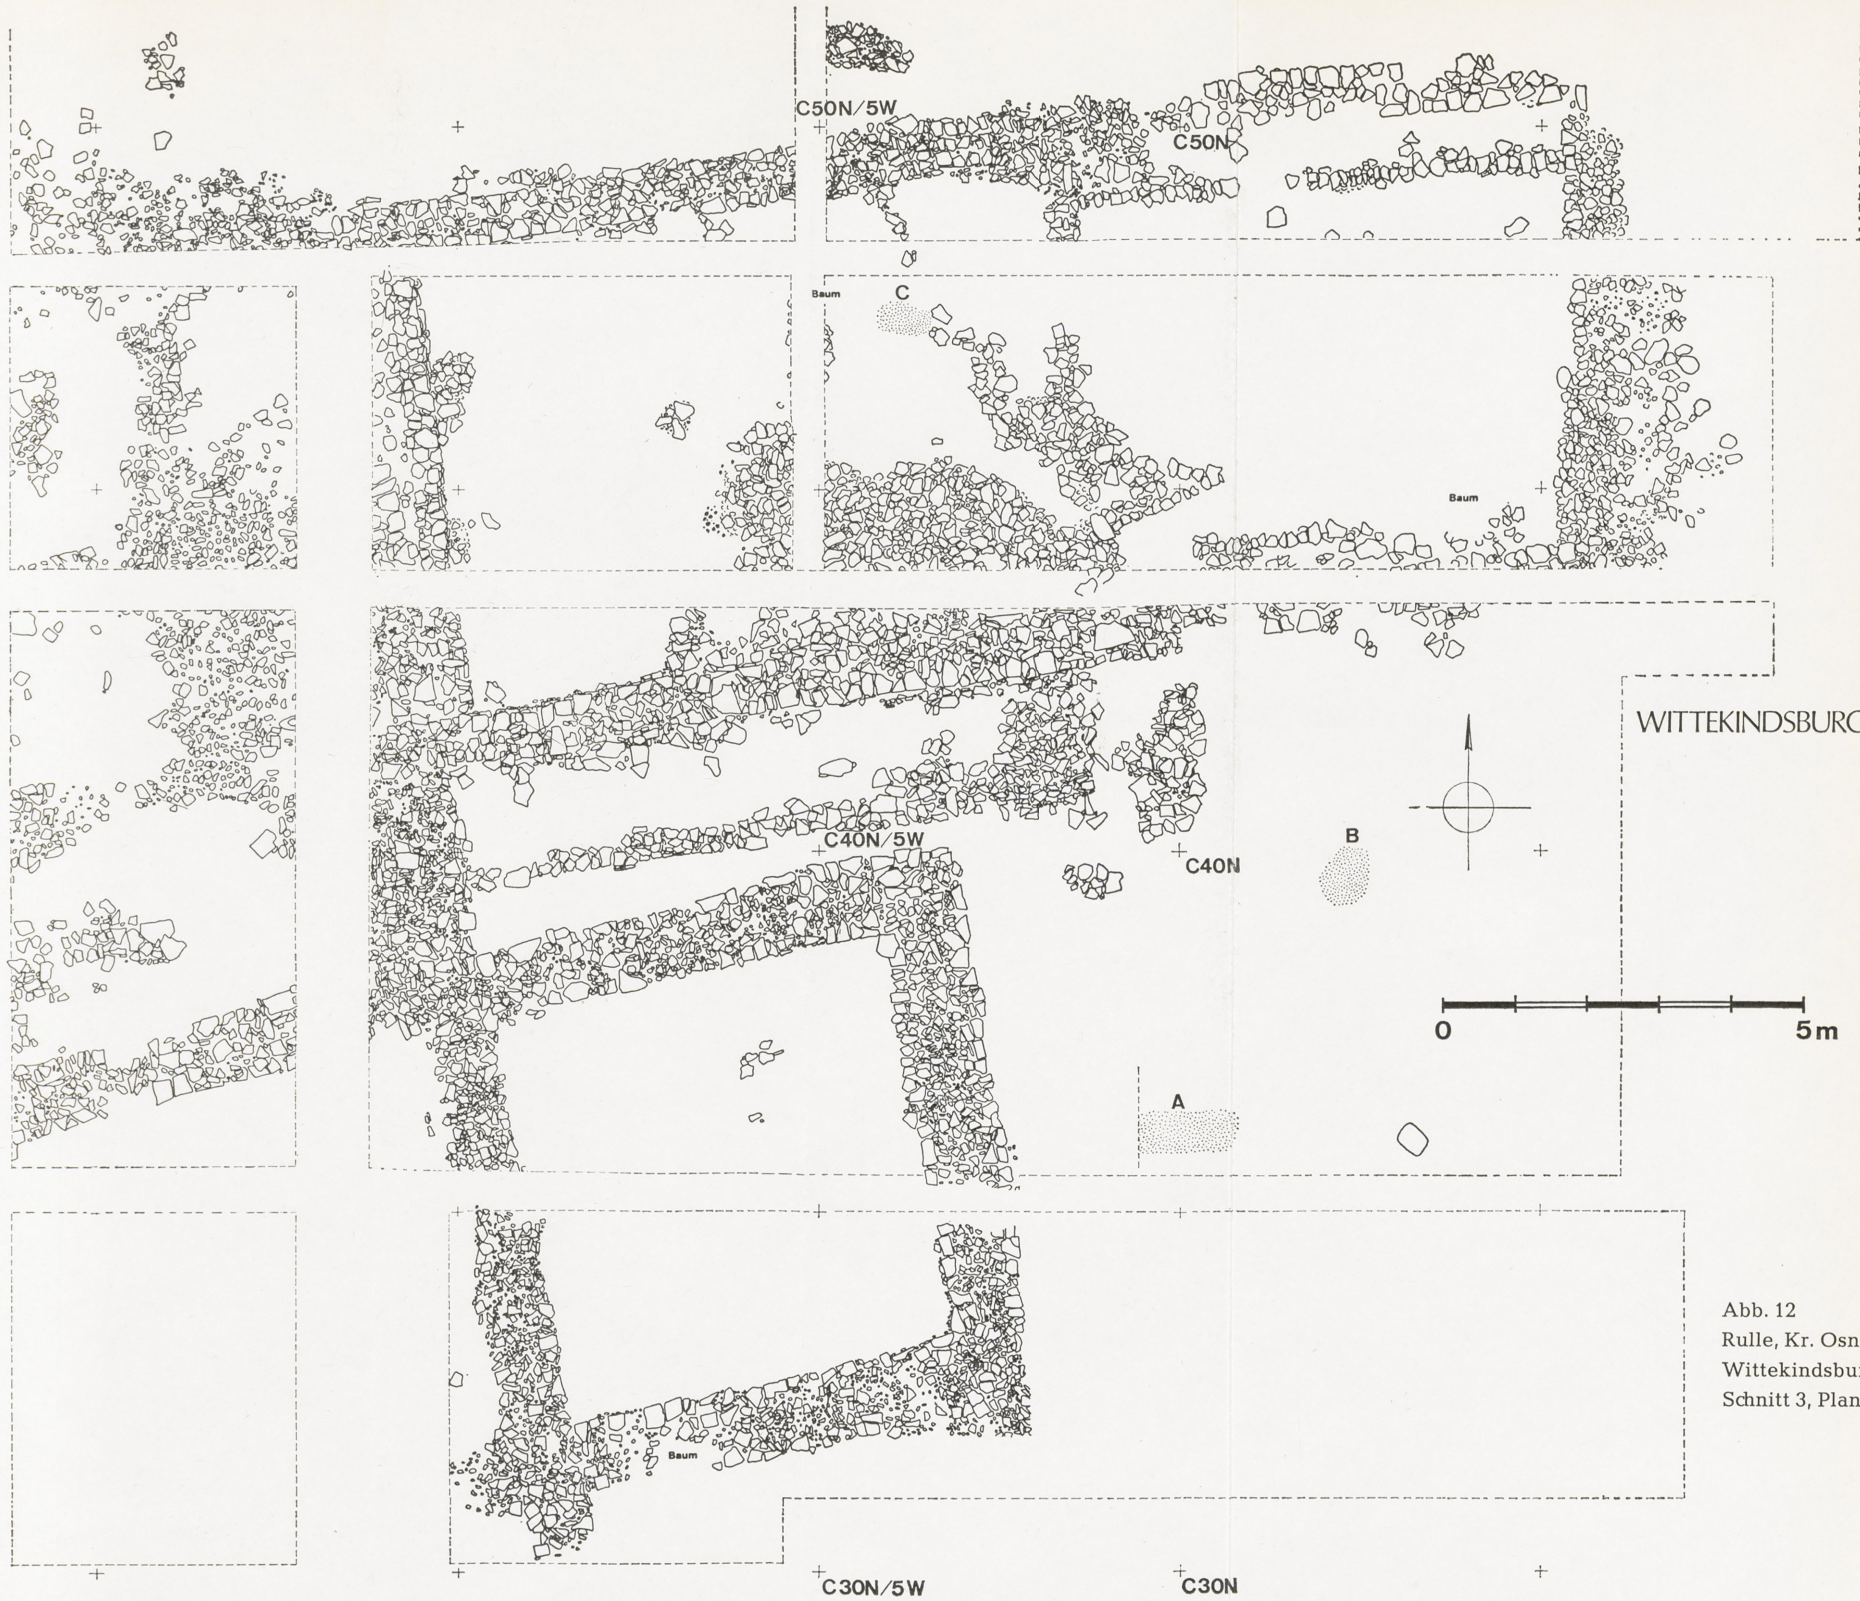 C50N/5W
C50N
Baum
C
Baum
WITTEKINDSBURG
C40N/5W
B
C40N
0
5m
A
Abb. 12
Rulle, Kr. Osn
Wittekindsbu
Schnitt 3, Plan
Baum
C30N/5W
C30N